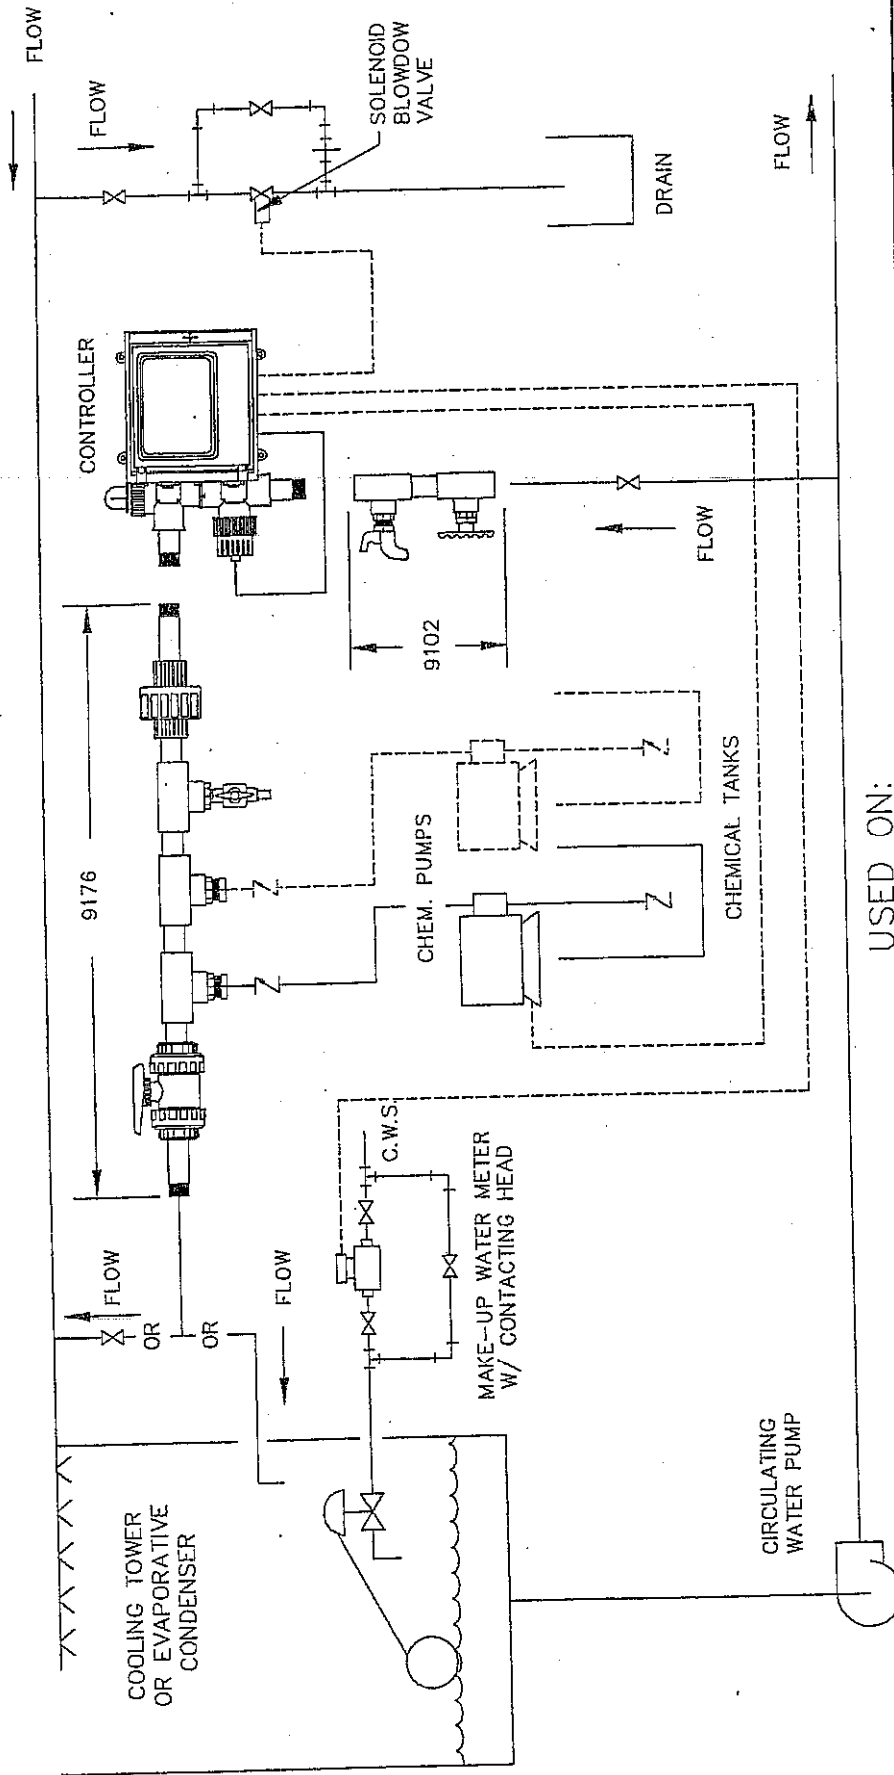 FLOW
FLOW
SOLENOID
BLOWDOW
VALVE
DRAIN
FLOW
CONTROLLER
FLOW
9102
9176
CHEM. PUMPS
CHEMICAL TANKS
USED ON:
C.W.S.
MAKE-UP WATER METER
W/ CONTACTING HEAD
FLOW
OR
OR
FLOW
COOLING TOWER
OR EVAPORATIVE
CONDENSER
CIRCULATING
WATER PUMP